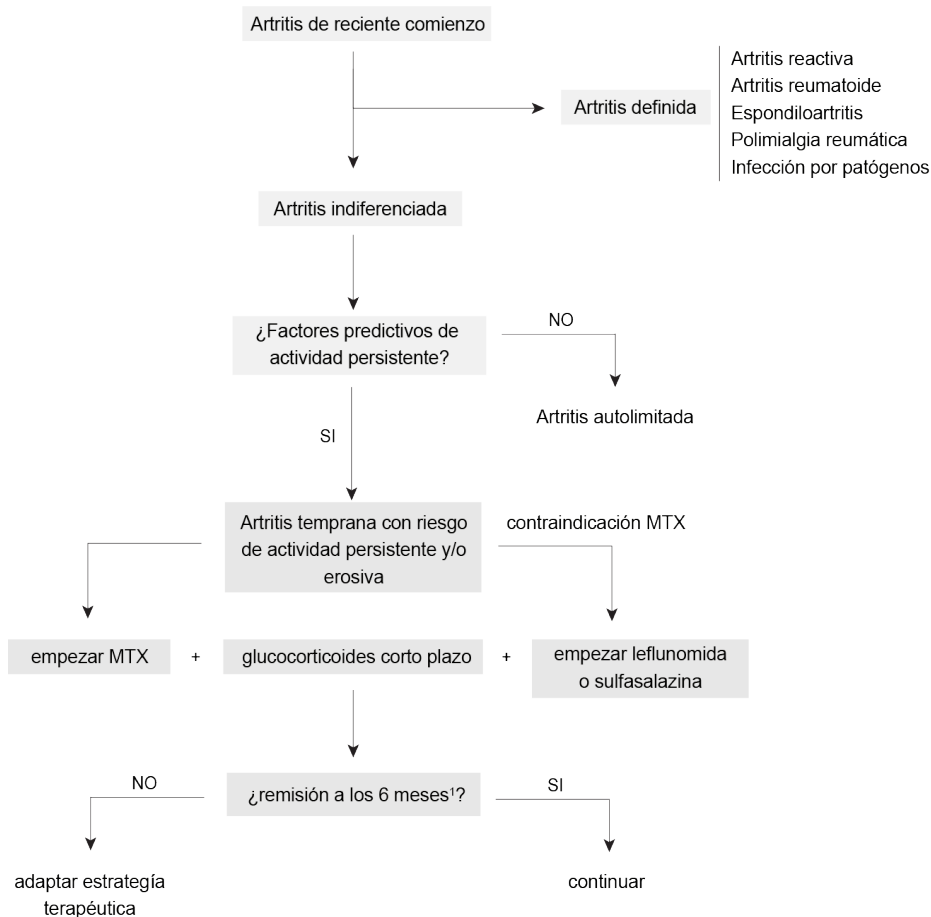 Artritis de reciente comienzo
Artritis definida
Artritis reactiva
Artritis reumatoide
Espondiloartritis
Polimialgia reumática
Infección por patógenos
Artritis indiferenciada
¿Factores predictivos de
actividad persistente?
NO
Artritis autolimitada
SI
Artritis temprana con riesgo
de actividad persistente y/o
erosiva
contraindicación MTX
empezar MTX
+
glucocorticoides corto plazo
+
empezar leflunomida
o sulfasalazina
¿remisión a los 6 meses¹?
NO
SI
adaptar estrategía
terapéutica
continuar